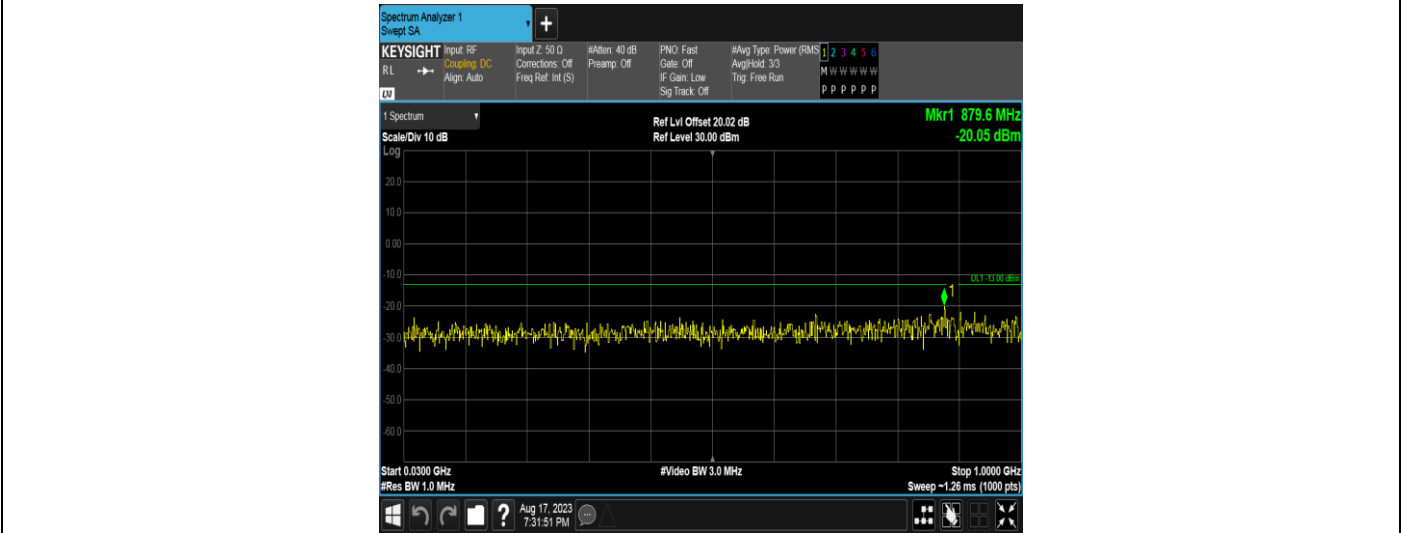 Spectrum Analyzer 1
Swept SA
+
KEYSIGHT
RL
LXI
Input: RF
Coupling: DC
Align: Auto
Input Z: 50 Ω
Corrections: Off
Freq Ref: Int (S)
#Atten: 40 dB
Preamp: Off
PNO: Fast
Gate: Off
IF Gain: Low
Sig Track: Off
#Avg Type: Power (RMS
Avg|Hold: 3/3
Trig: Free Run
1 2 3 4 5 6
M W W W W W
P P P P P P
1 Spectrum
Scale/Div 10 dB
Log
Ref Lvl Offset 20.02 dB
Ref Level 30.00 dBm
Mkr1 879.6 MHz
-20.05 dBm
20.0
10.0
0.00
-10.0
DL1 -13.00 dBm
1
-20.0
-30.0
-40.0
-50.0
-60.0
Start 0.0300 GHz
#Video BW 3.0 MHz
Stop 1.0000 GHz
#Res BW 1.0 MHz
Sweep ~1.26 ms (1000 pts)
?
Aug 17, 2023
7:31:51 PM